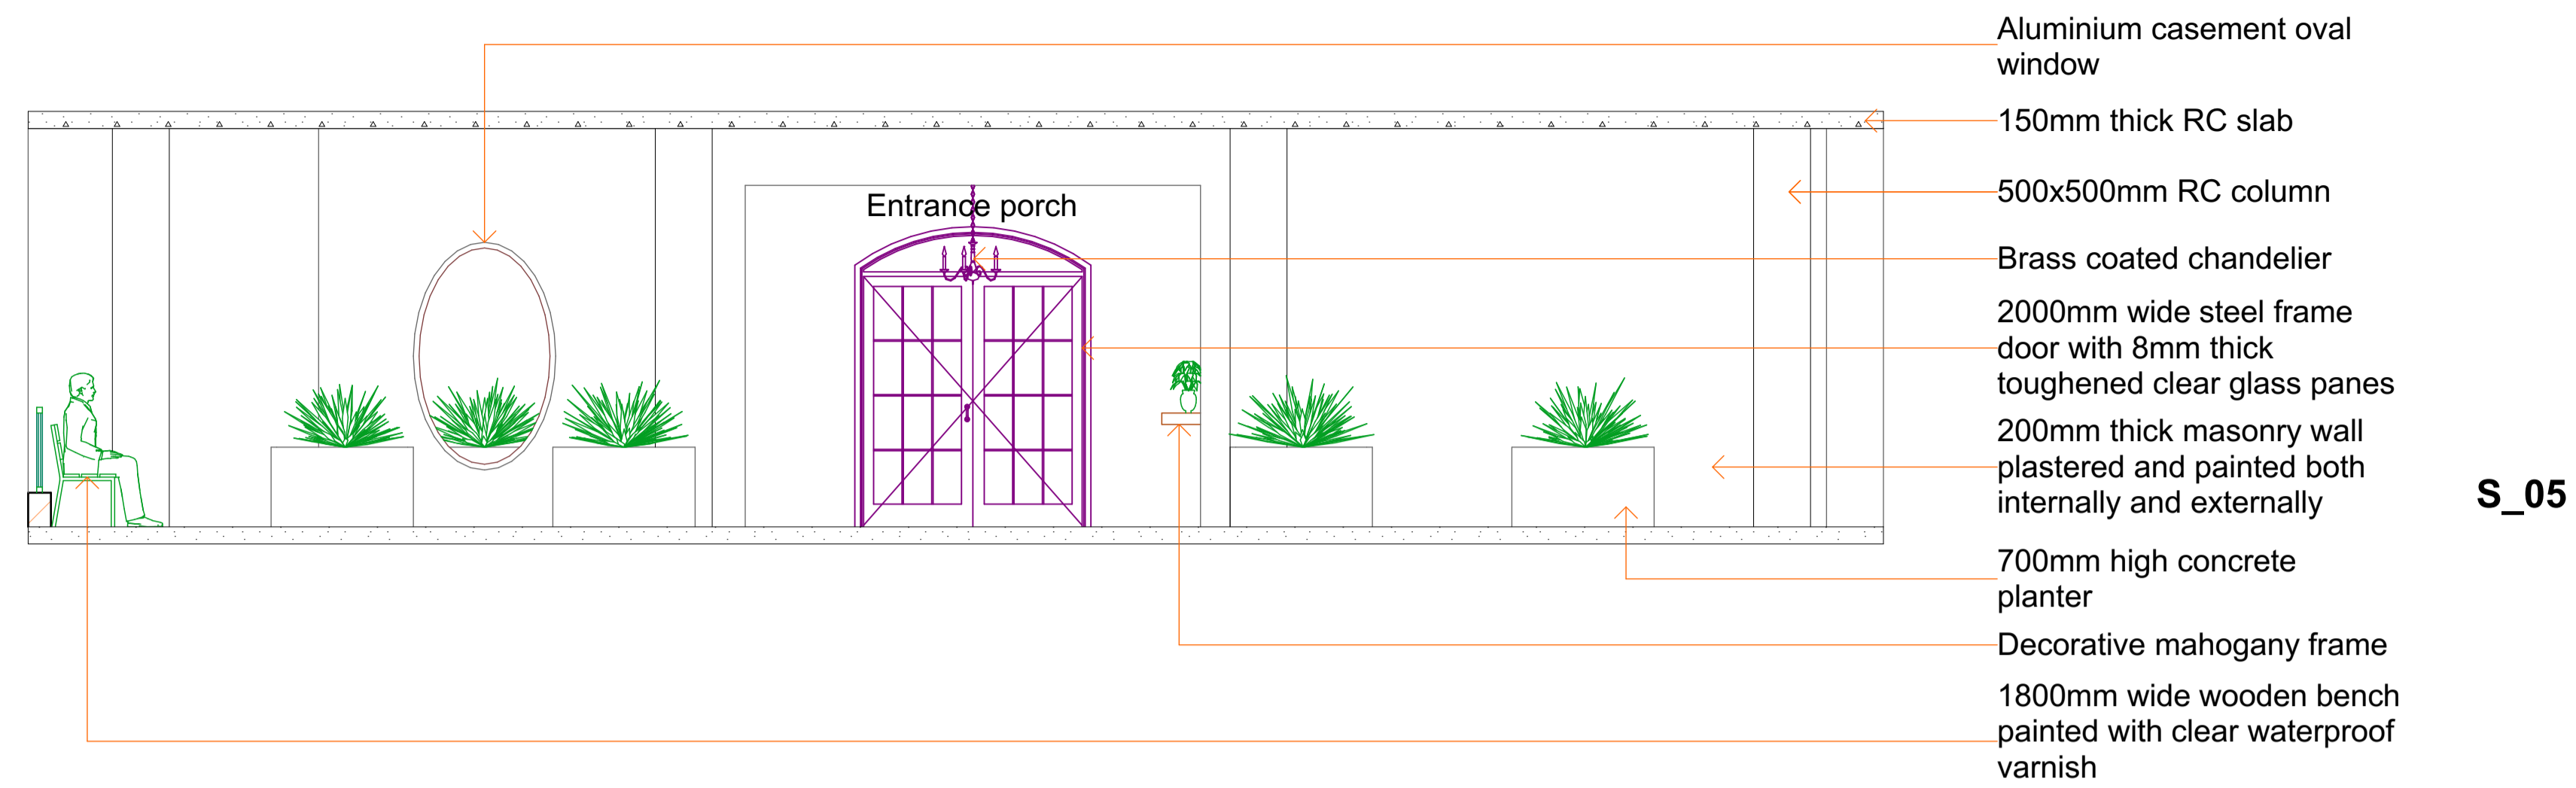 Aluminium casement oval
window
150mm thick RC slab
500x500mm RC column
Entrance porch
Brass coated chandelier
2000mm wide steel frame
door with 8mm thick
toughened clear glass panes
200mm thick masonry wall
plastered and painted both
internally and externally
S_05
700mm high concrete
planter
Decorative mahogany frame
1800mm wide wooden bench
painted with clear waterproof
varnish